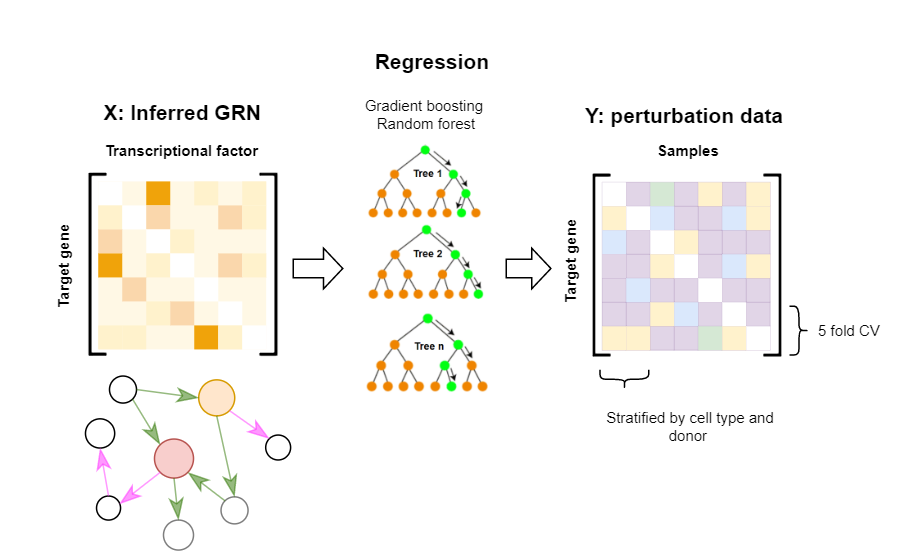 Regression
X: Inferred GRN
Gradient boosting
Random forest
Y: perturbation data
Transcriptional factor
Samples
Target gene
Tree 1
Tree 2
Tree n
Target gene
5 fold CV
Stratified by cell type and
donor